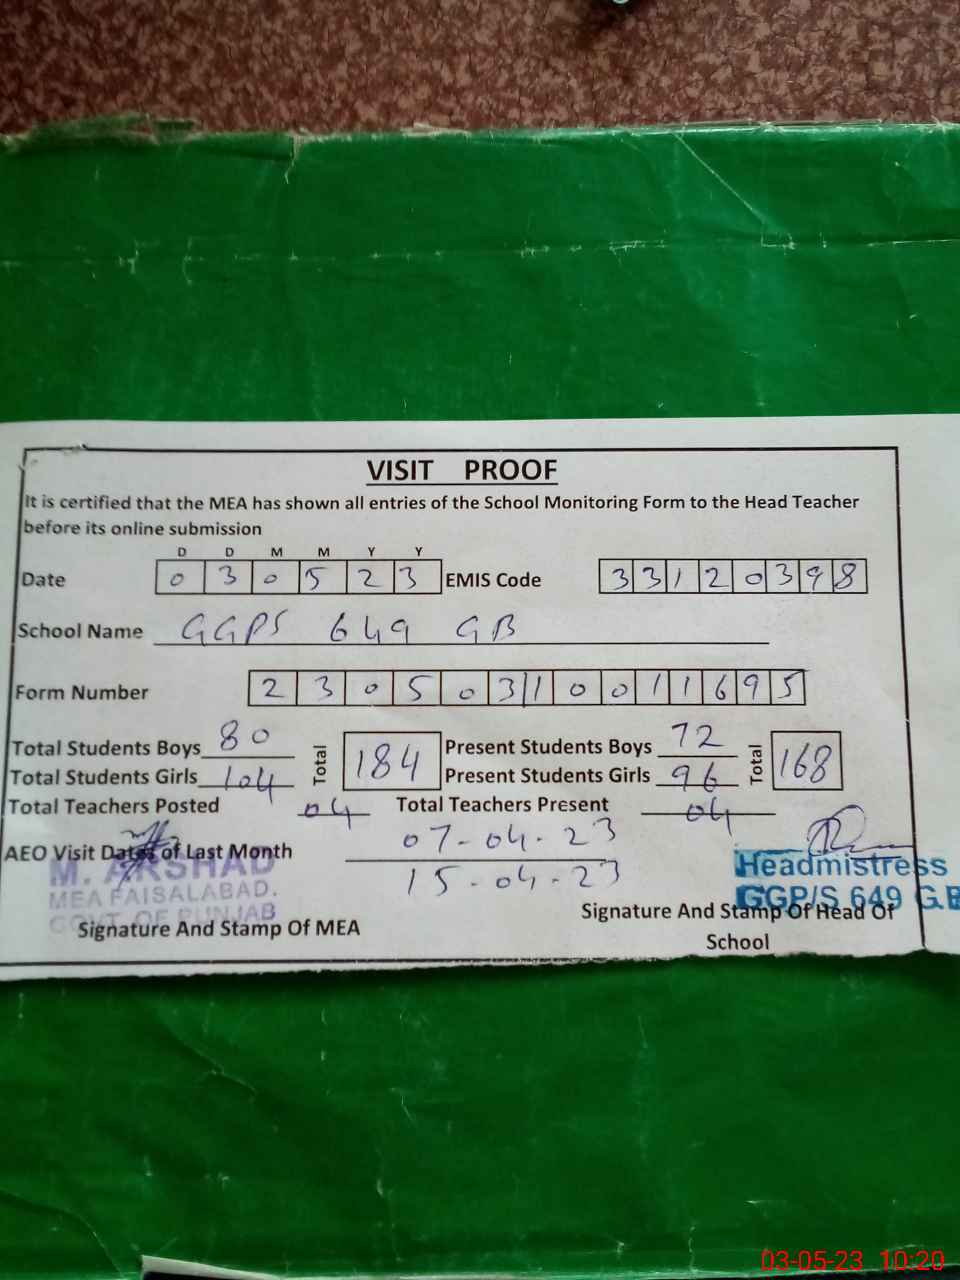 VISIT PROOF
It is certified that the MEA has shown all entries of the School Monitoring Form to the Head Teacher
before its online submission
D D M M Y Y
Date 0 3 0 5 2 3 EMIS Code 3 3 1 2 0 3 9 8
School Name GGPS 649 GB
Form Number 2 3 0 5 0 3 1 0 0 1 1 6 9 5
Total Students Boys 80 Total 184 Present Students Boys 72 Total 168
Total Students Girls 104 Present Students Girls 96
Total Teachers Posted 04 Total Teachers Present 04
AEO Visit Dates of Last Month 07-04-23
15-04-23
M. ARSHAD
MEA FAISALABAD.
GOVT. OF PUNJAB
Signature And Stamp Of MEA
Headmistress
GGP/S 649 G.B
Signature And Stamp Of Head Of
School
03-05-23 10:20